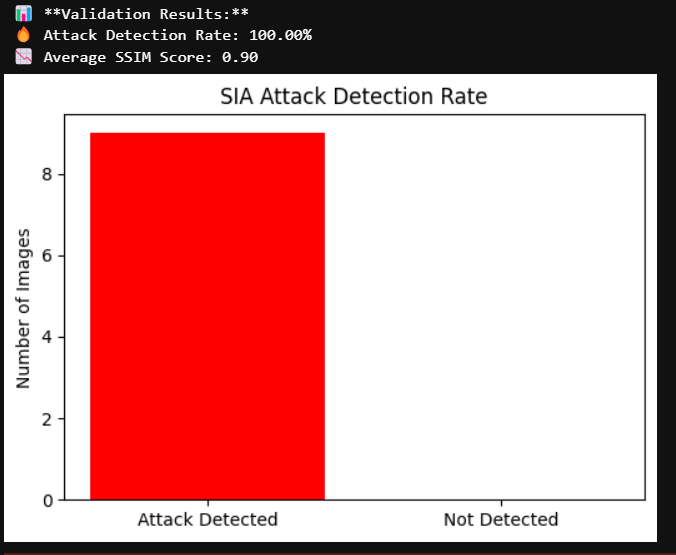 📊 **Validation Results:**
🔥 Attack Detection Rate: 100.00%
📉 Average SSIM Score: 0.90
SIA Attack Detection Rate
Number of Images
8
6
4
2
0
Attack Detected Not Detected